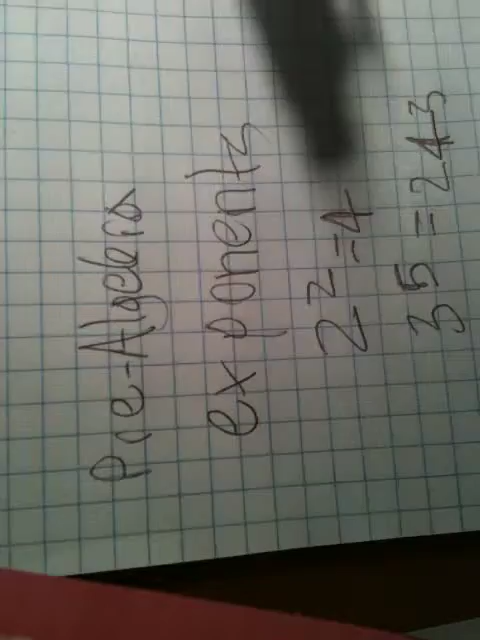 Pre-Algebra
exponents
2² = 4
3⁵ = 243